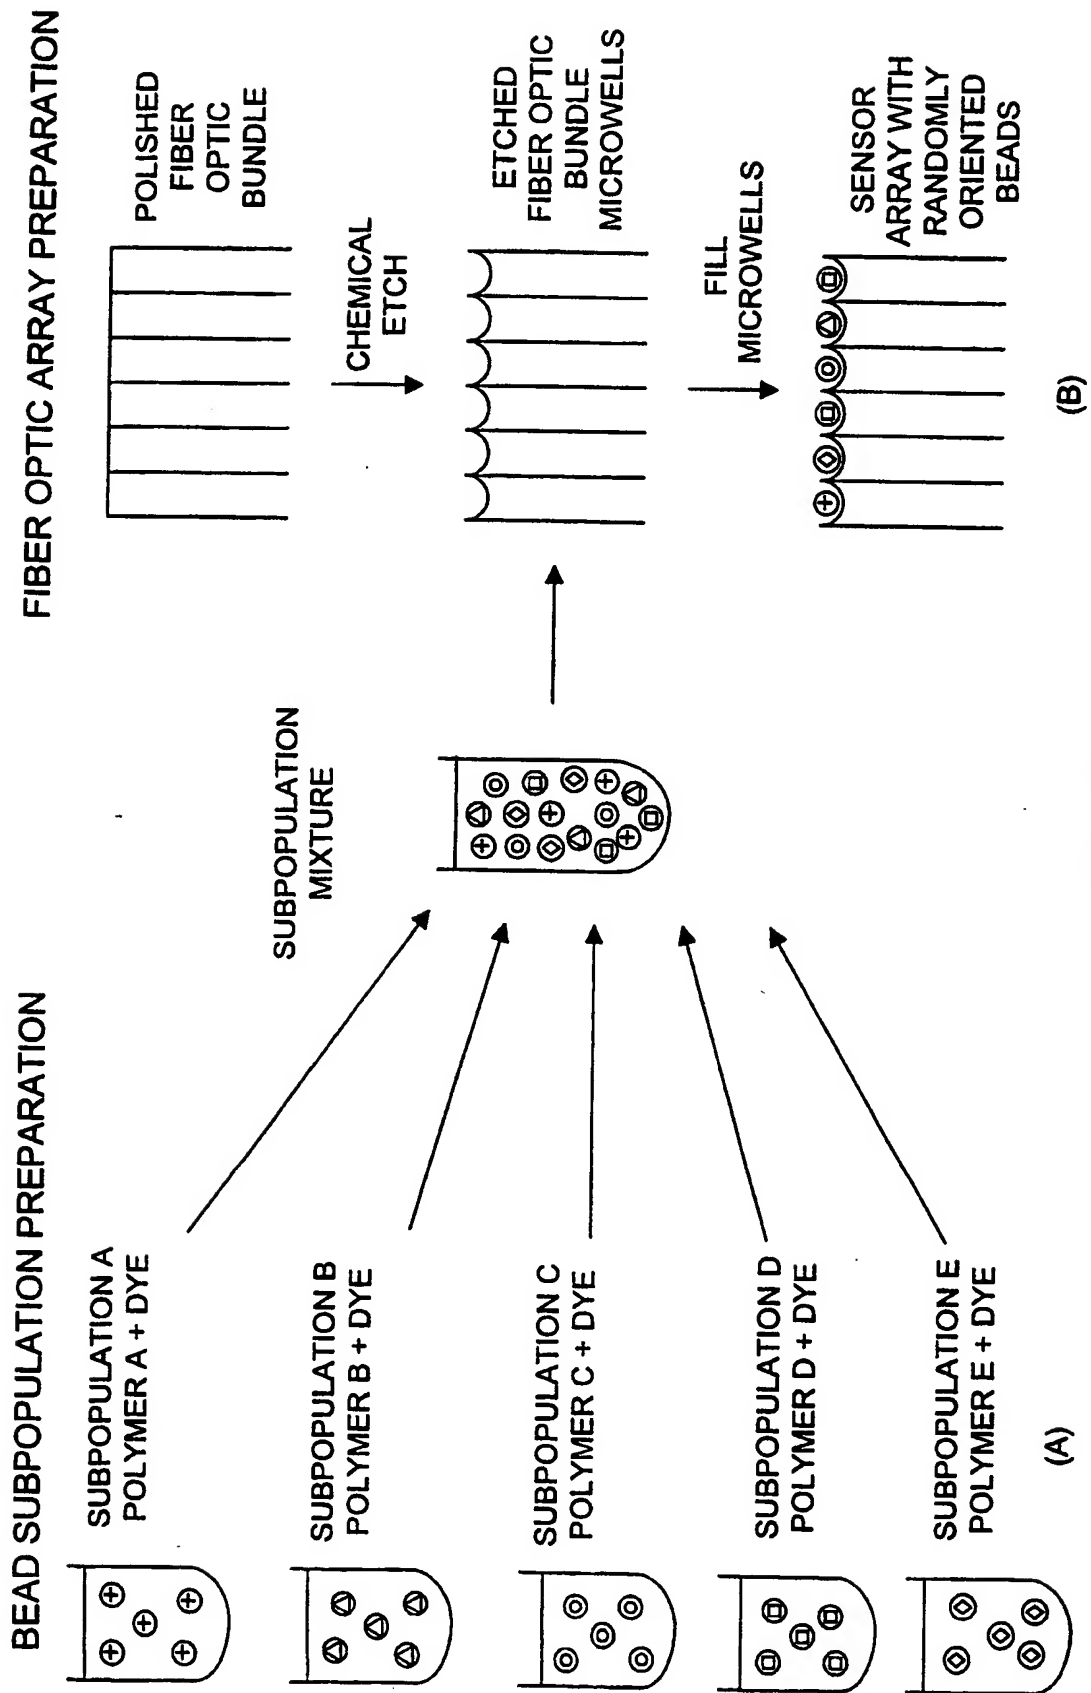 BEAD SUBPOPULATION PREPARATION
SUBPOPULATION A
POLYMER A + DYE
SUBPOPULATION B
POLYMER B + DYE
SUBPOPULATION C
POLYMER C + DYE
SUBPOPULATION D
POLYMER D + DYE
SUBPOPULATION E
POLYMER E + DYE
(A)
SUBPOPULATION
MIXTURE
FIBER OPTIC ARRAY PREPARATION
POLISHED
FIBER
OPTIC
BUNDLE
CHEMICAL
ETCH
ETCHED
FIBER OPTIC
BUNDLE
MICROWELLS
FILL
MICROWELLS
SENSOR
ARRAY WITH
RANDOMLY
ORIENTED
BEADS
(B)